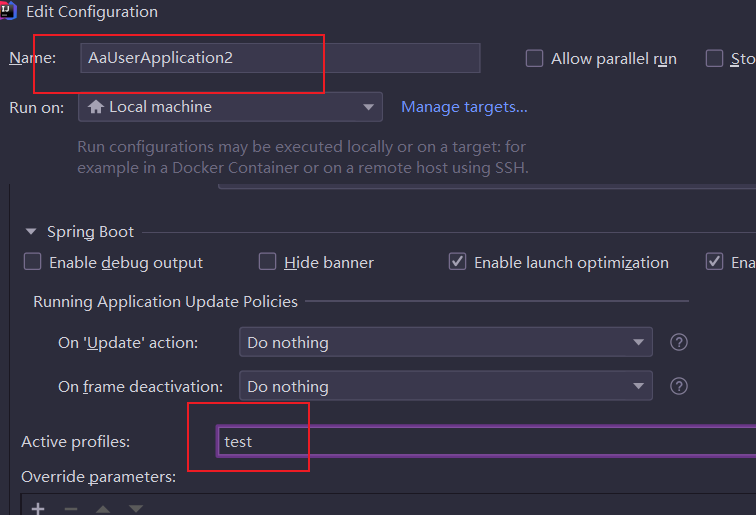 Edit Configuration
Name: AaUserApplication2 Allow parallel run Sto
Run on: Local machine Manage targets...
Run configurations may be executed locally or on a target: for
example in a Docker Container or on a remote host using SSH.
Spring Boot
Enable debug output Hide banner Enable launch optimization Ena
Running Application Update Policies
On 'Update' action: Do nothing ?
On frame deactivation: Do nothing ?
Active profiles: test
Override parameters: